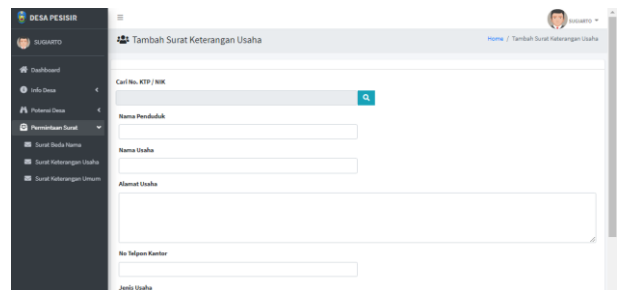 DESA PESISIR
SUGIARTO
SUGIARTO
Dashboard
Info Desa
Potensi Desa
Permintaan Surat
Surat Beda Nama
Surat Keterangan Usaha
Surat Keterangan Umum
Tambah Surat Keterangan Usaha
Home / Tambah Surat Keterangan Usaha
Cari No. KTP / NIK
Nama Penduduk
Nama Usaha
Alamat Usaha
No Telpon Kantor
Jenis Usaha